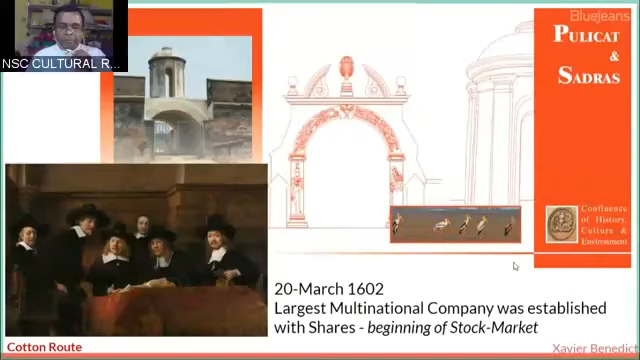 BlueJeans
NSC CULTURAL R...
PULICAT
&
SADRAS
Confluence
of History,
Culture &
Environment
20-March 1602
Largest Multinational Company was established
with Shares - beginning of Stock-Market
Cotton Route
Xavier Benedict